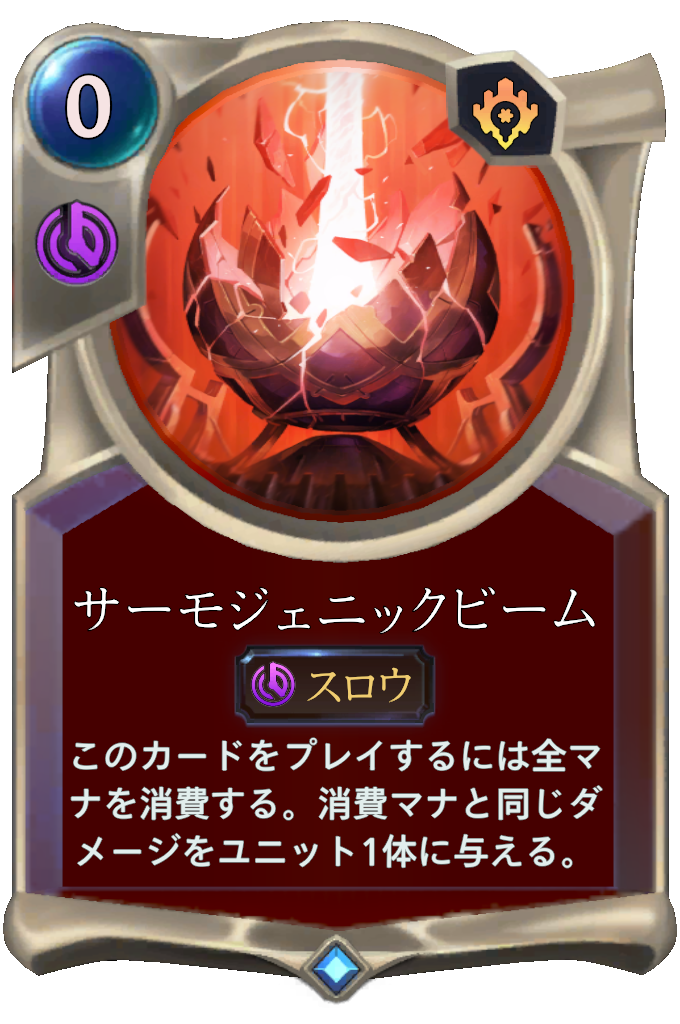 0
サーモジェニックビーム
スロウ
このカードをプレイするには全マ
ナを消費する。消費マナと同じダ
メージをユニット1体に与える。